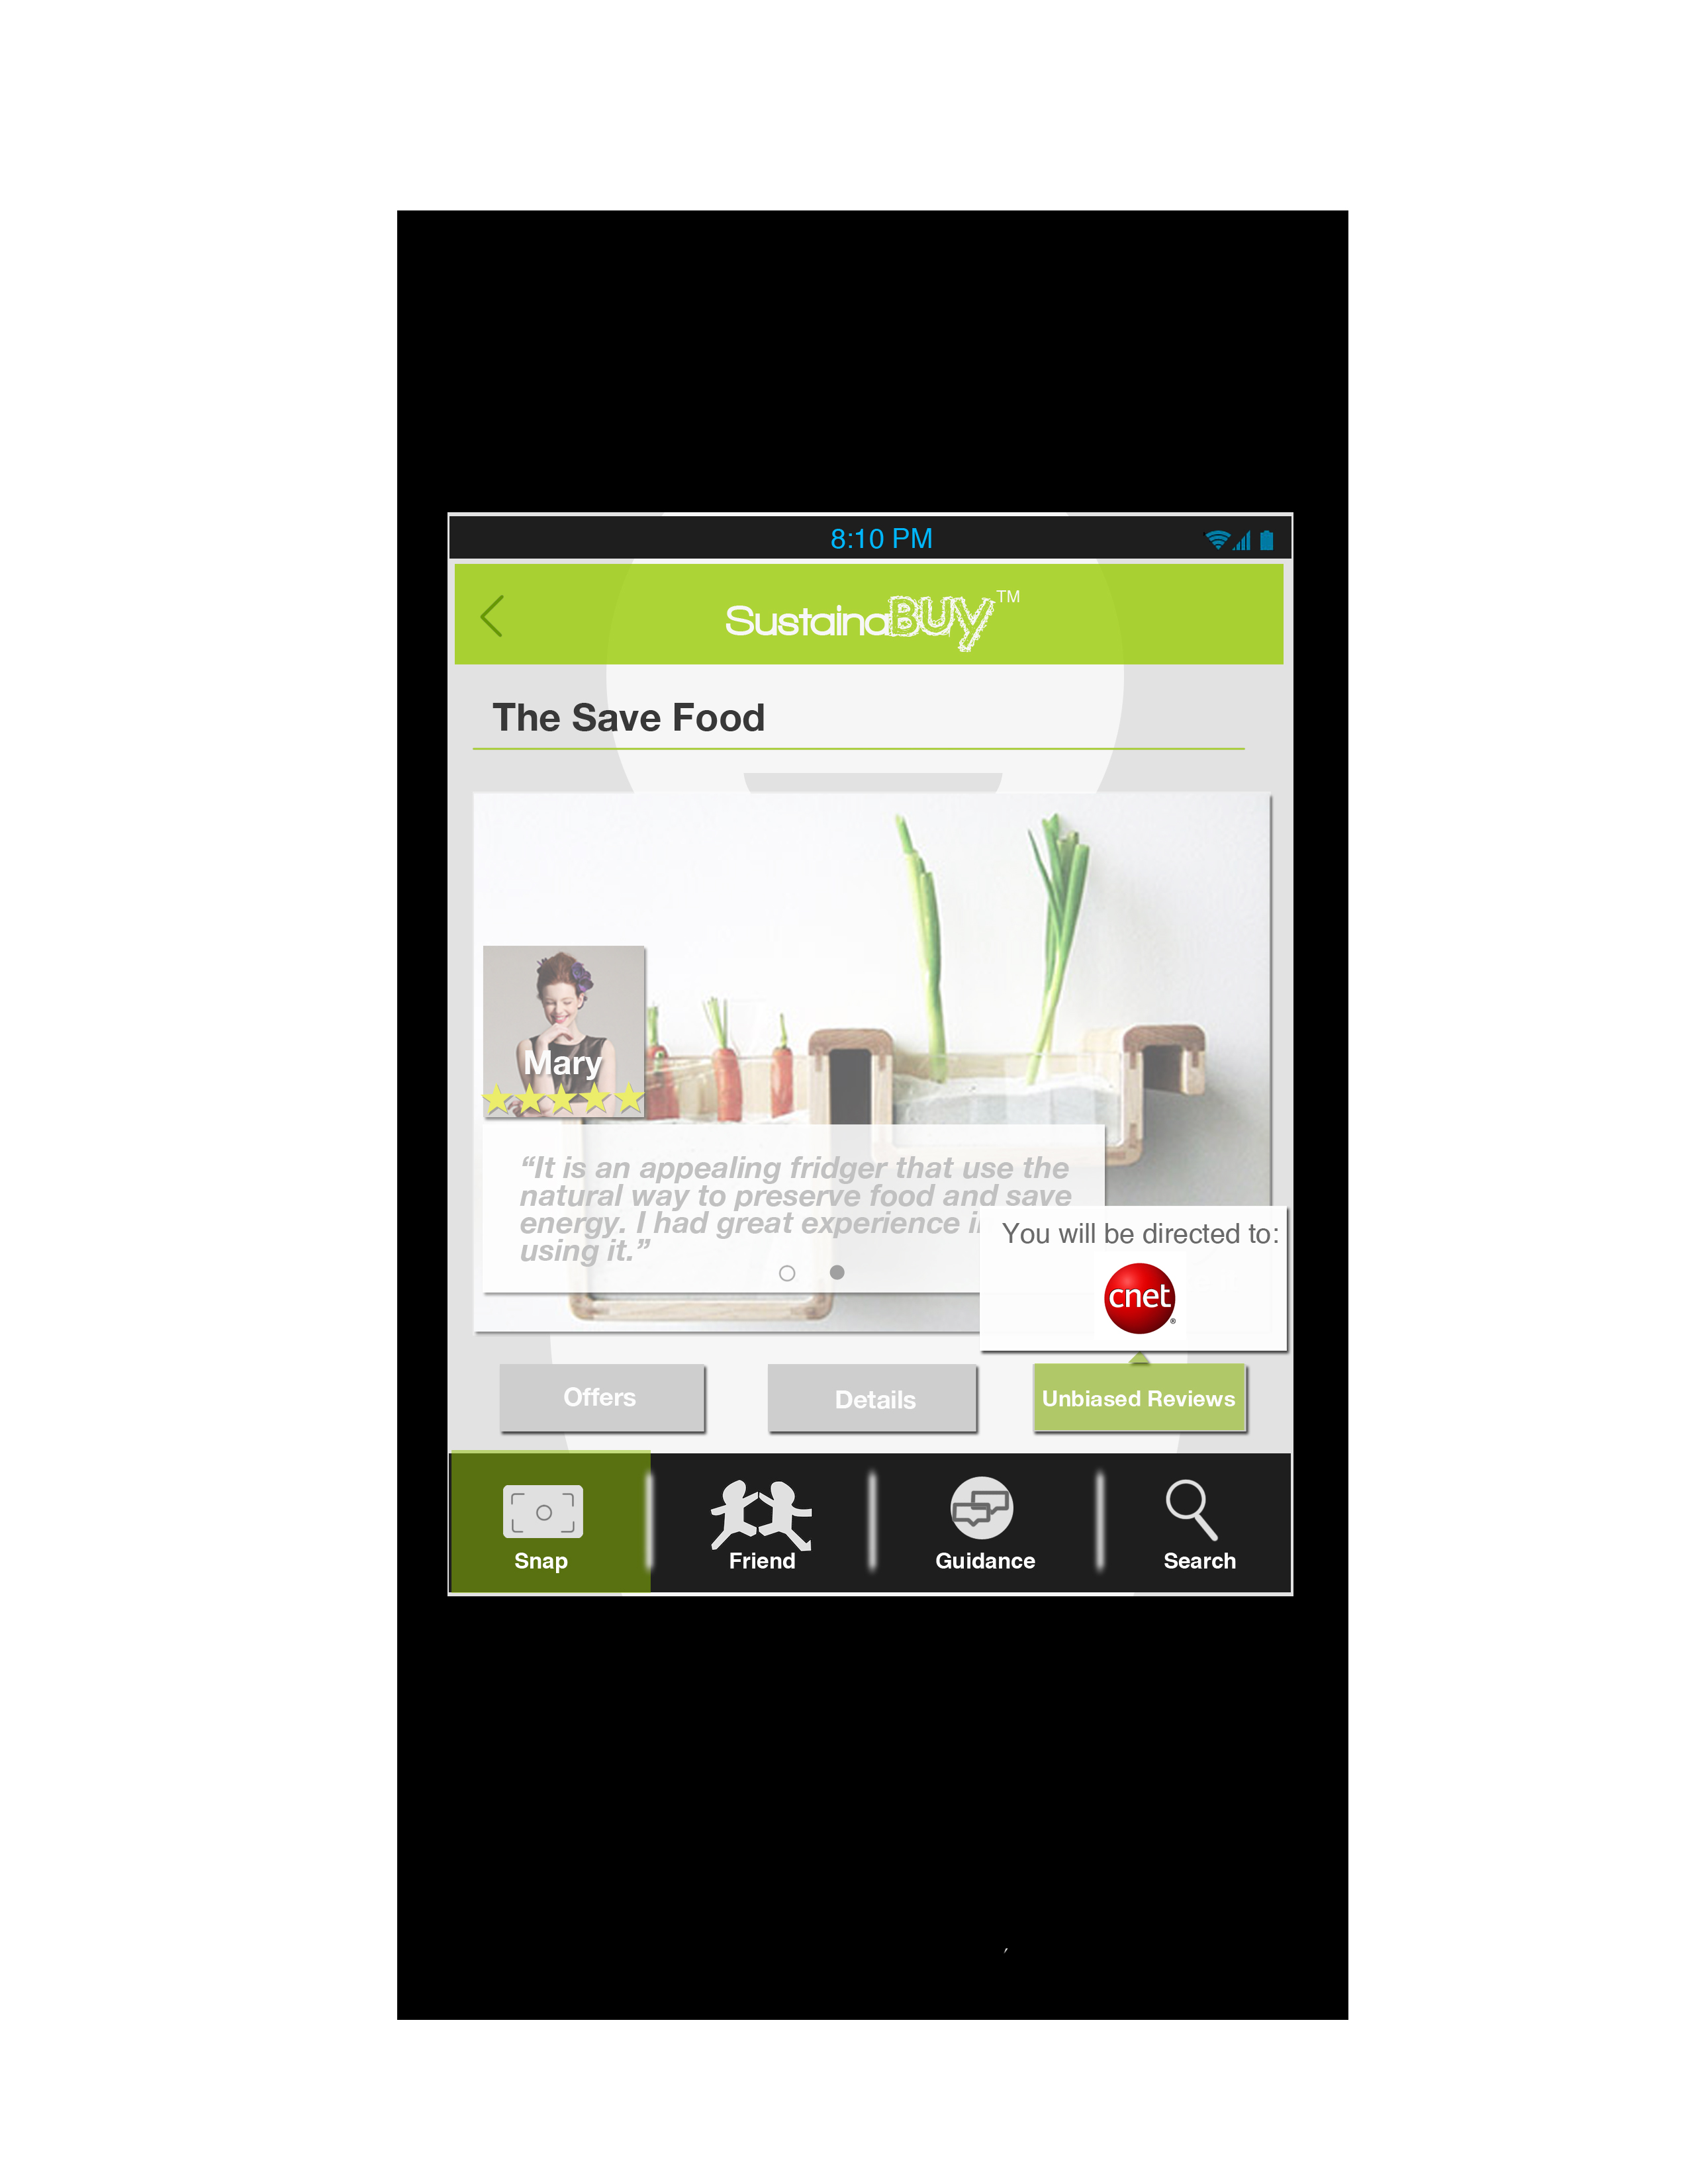 8:10 PM
SustainaBUY™
The Save Food
Mary
“It is an appealing fridger that use the
natural way to preserve food and save
energy. I had great experience
using it.”
You will be directed to:
cnet®
Offers
Details
Unbiased Reviews
Snap
Friend
Guidance
Search